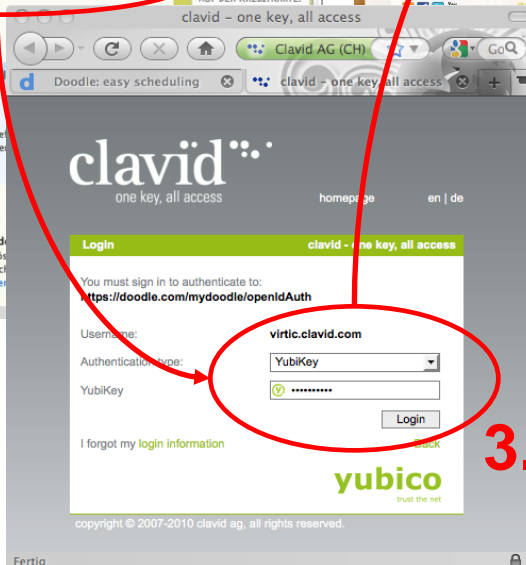 clavid – one key, all access
Clavid AG (CH)
Doodle: easy scheduling
clavid – one key, all access
clavid
one key, all access
homepage
en | de
Login
clavid - one key, all access
You must sign in to authenticate to:
https://doodle.com/mydoodle/openIdAuth
Username:
virtic.clavid.com
Authentication type:
YubiKey
YubiKey
••••••••••
Login
I forgot my login information
Back
3.
yubico
trust the net
copyright © 2007-2010 clavid ag, all rights reserved.
Fertig